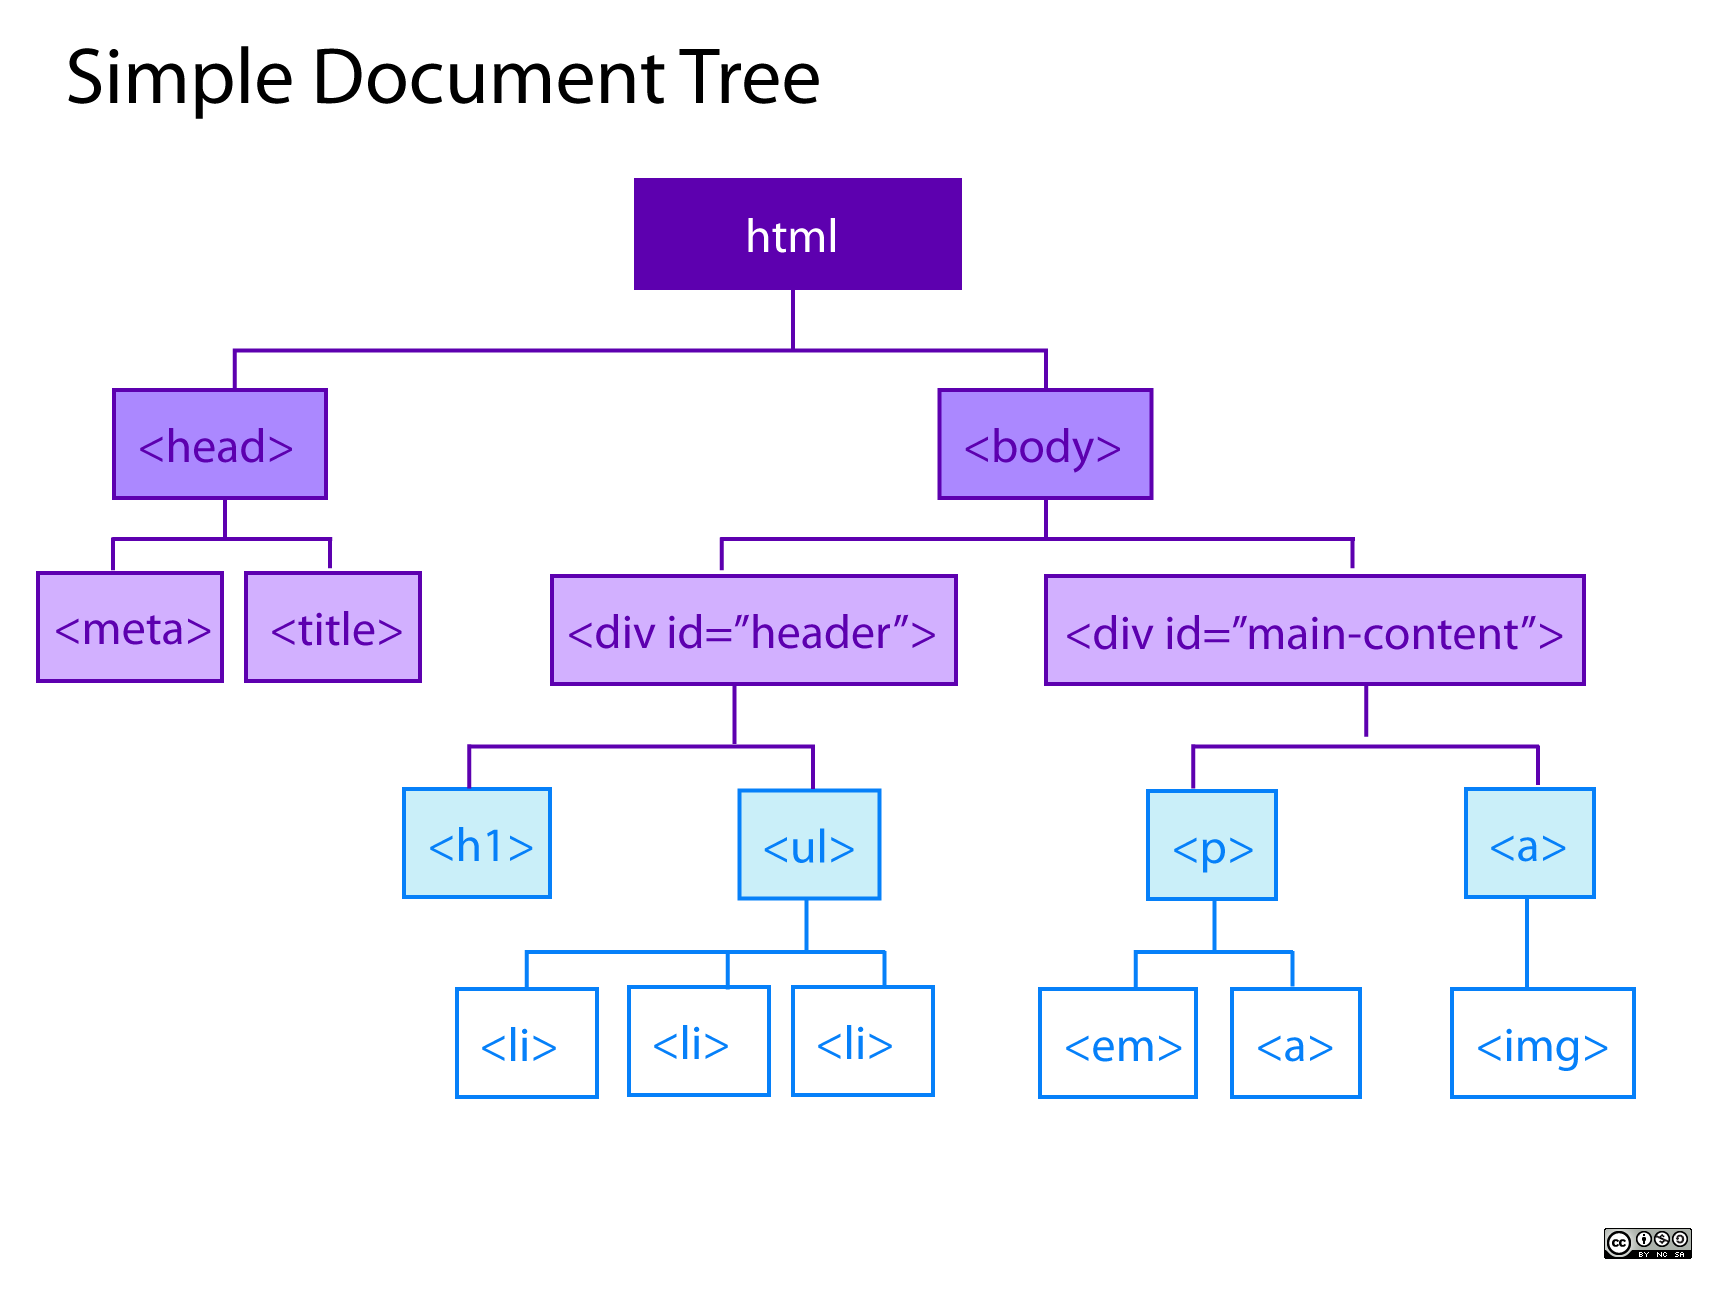 Simple Document Tree
html
<head>
<body>
<meta>
<title>
<div id=”header”>
<div id=”main-content”>
<h1>
<ul>
<p>
<a>
<li>
<li>
<li>
<em>
<a>
<img>
cc
BY NC SA